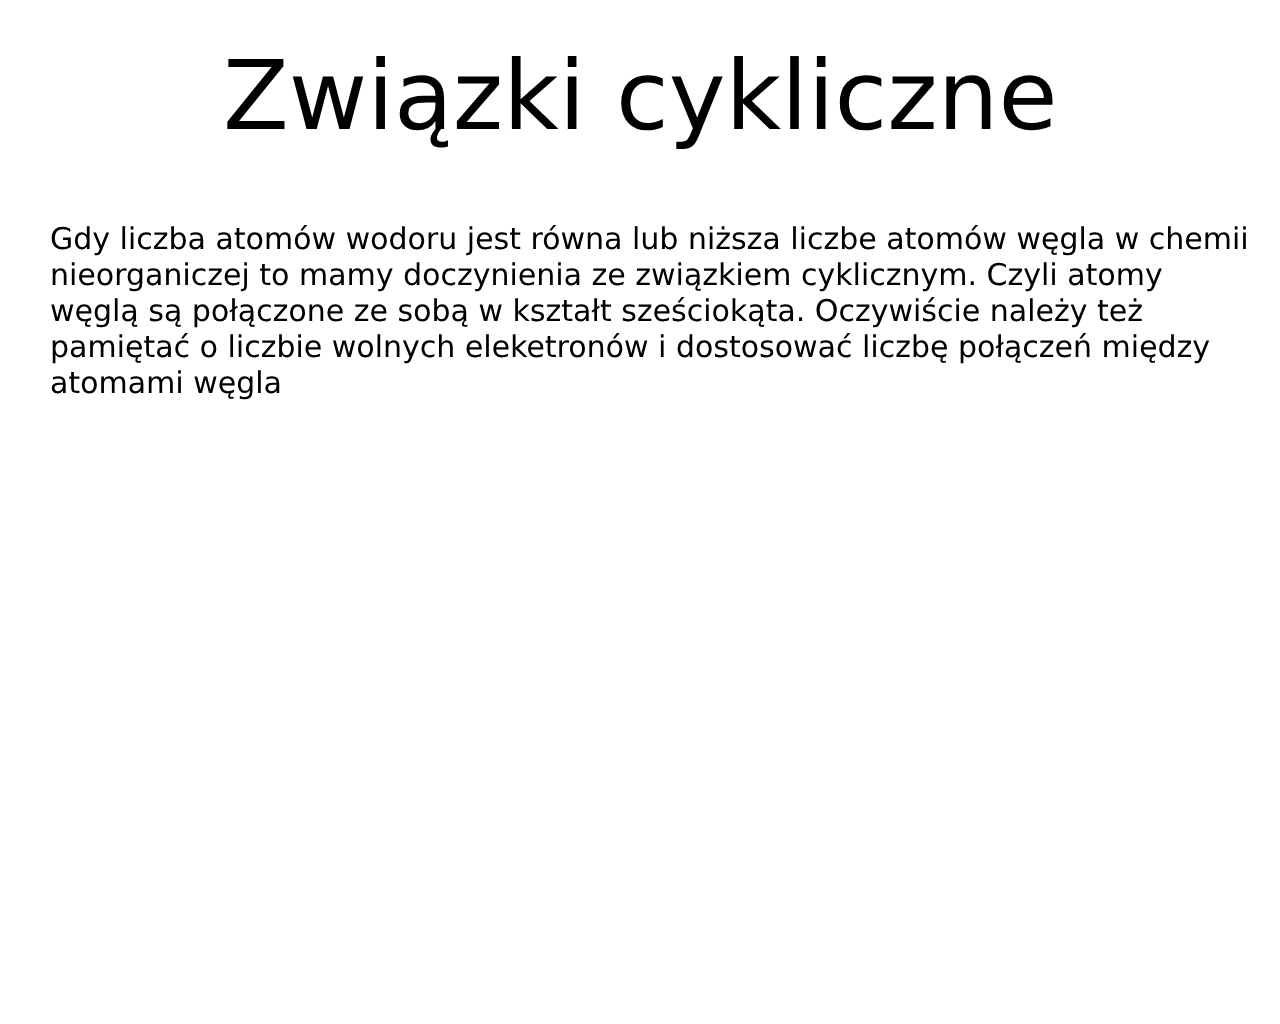 Związki cykliczne
Gdy liczba atomów wodoru jest równa lub niższa liczbe atomów węgla w chemii
nieorganiczej to mamy doczynienia ze związkiem cyklicznym. Czyli atomy
węglą są połączone ze sobą w kształt sześciokąta. Oczywiście należy też
pamiętać o liczbie wolnych eleketronów i dostosować liczbę połączeń między
atomami węgla